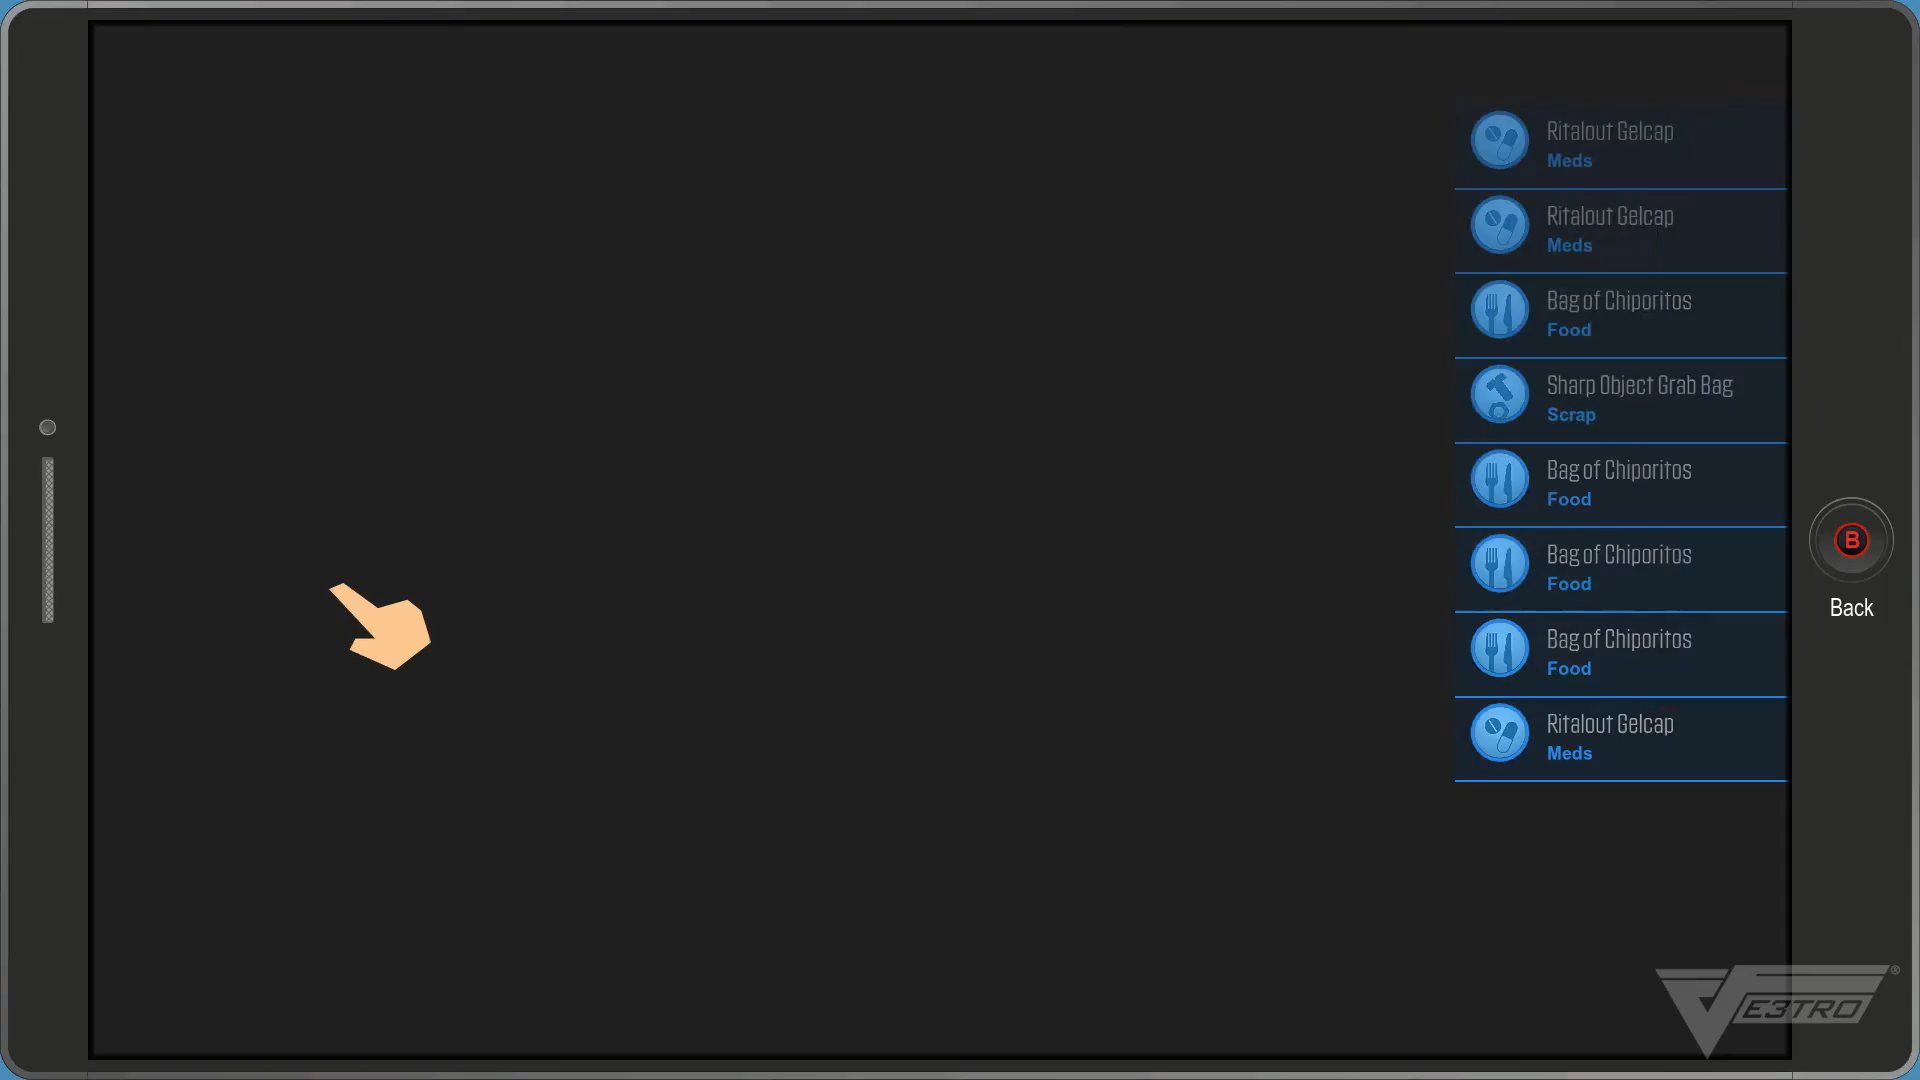 Ritalout Gelcap
Meds
Ritalout Gelcap
Meds
Bag of Chiporitos
Food
Sharp Object Grab Bag
Scrap
Bag of Chiporitos
Food
Bag of Chiporitos
Food
Bag of Chiporitos
Food
Ritalout Gelcap
Meds
B
Back
VE3TRO®